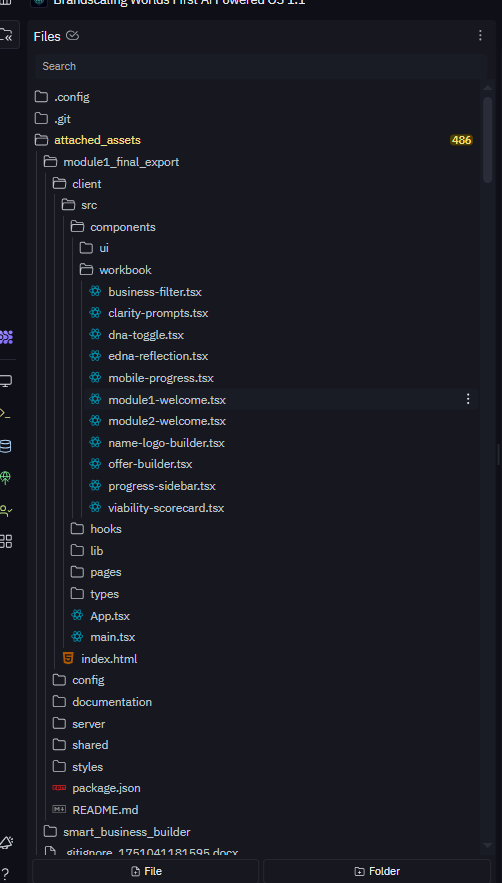 Brandscaling Worlds First AI Powered OS 1.1
Files
Search
.config
.git
attached_assets 486
module1_final_export
client
src
components
ui
workbook
business-filter.tsx
clarity-prompts.tsx
dna-toggle.tsx
edna-reflection.tsx
mobile-progress.tsx
module1-welcome.tsx
module2-welcome.tsx
name-logo-builder.tsx
offer-builder.tsx
progress-sidebar.tsx
viability-scorecard.tsx
hooks
lib
pages
types
App.tsx
main.tsx
index.html
config
documentation
server
shared
styles
package.json
README.md
smart_business_builder
.gitignore_1751041181595.docx
File Folder